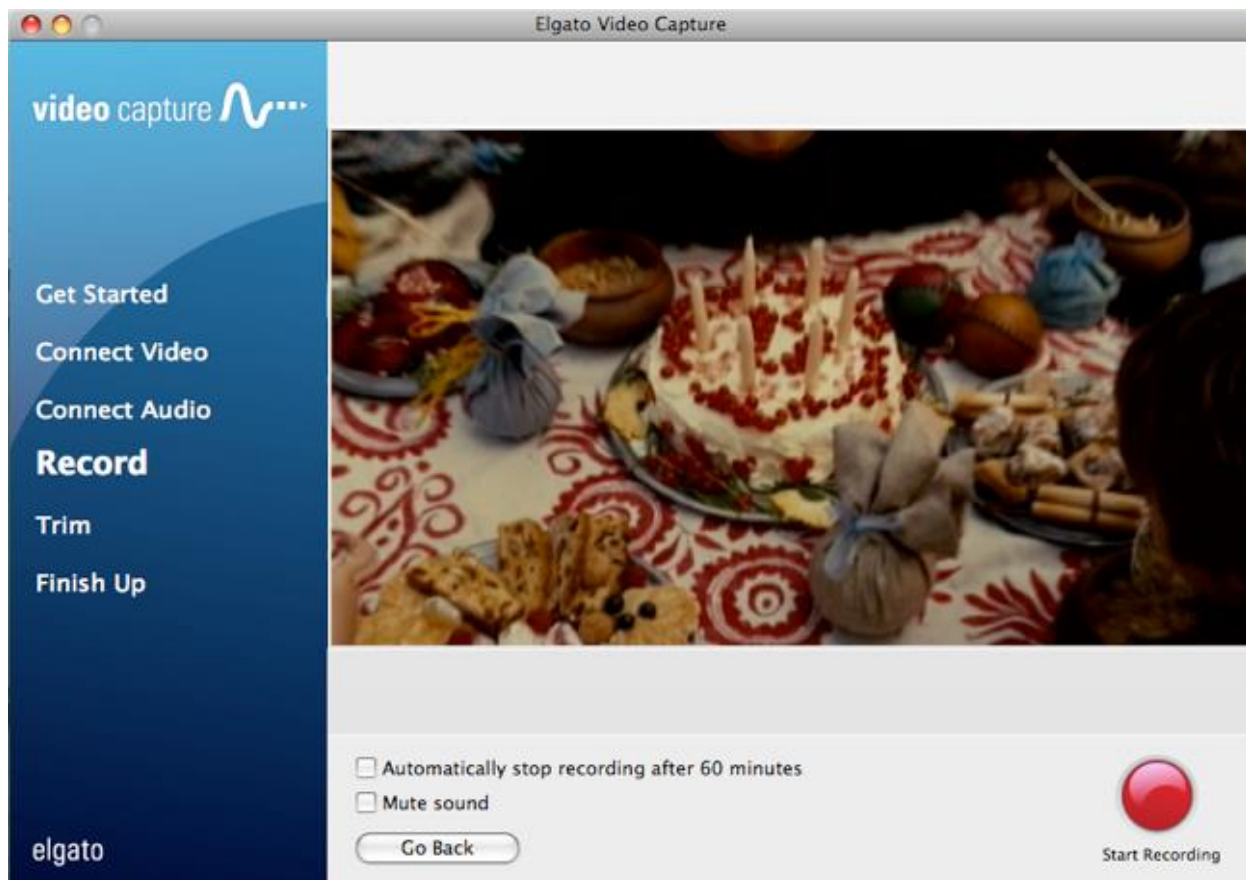 Elgato Video Capture
video capture
Get Started
Connect Video
Connect Audio
Record
Trim
Finish Up
elgato
Automatically stop recording after 60 minutes
Mute sound
Go Back
Start Recording